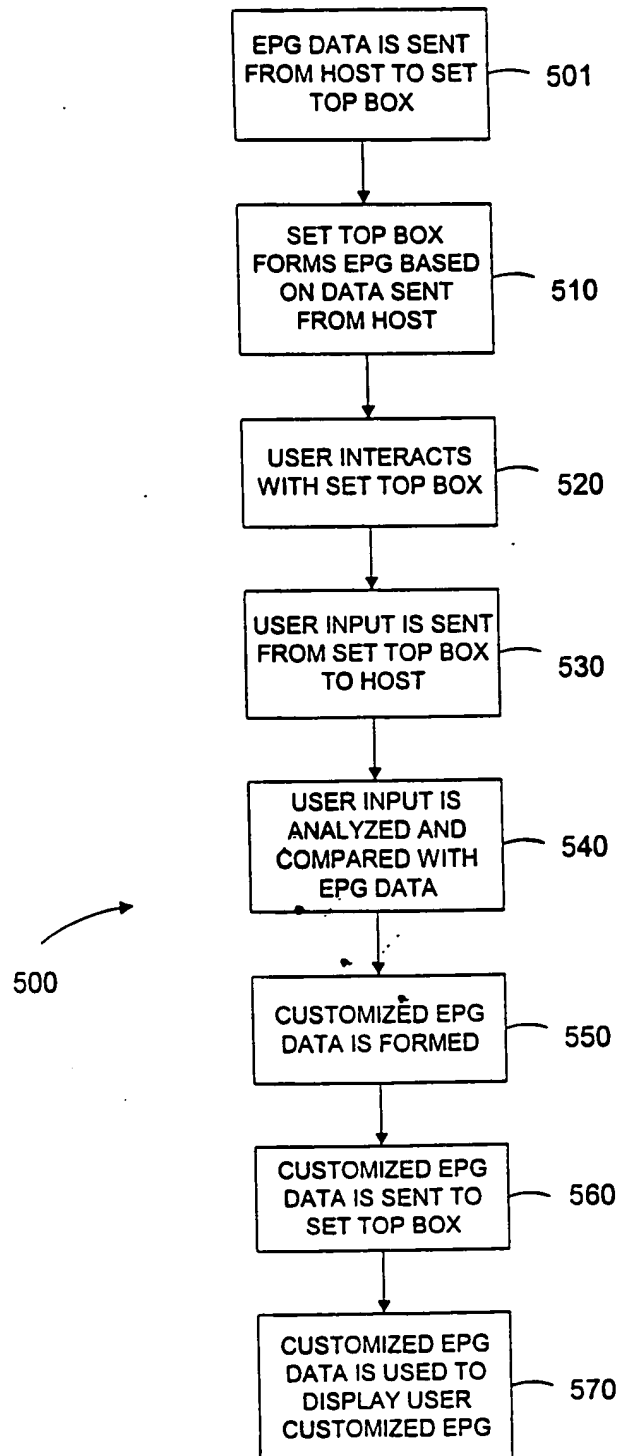 EPG DATA IS SENT
FROM HOST TO SET
TOP BOX
501
SET TOP BOX
FORMS EPG BASED
ON DATA SENT
FROM HOST
510
USER INTERACTS
WITH SET TOP BOX
520
USER INPUT IS SENT
FROM SET TOP BOX
TO HOST
530
USER INPUT IS
ANALYZED AND
COMPARED WITH
EPG DATA
540
500
CUSTOMIZED EPG
DATA IS FORMED
550
CUSTOMIZED EPG
DATA IS SENT TO
SET TOP BOX
560
CUSTOMIZED EPG
DATA IS USED TO
DISPLAY USER
CUSTOMIZED EPG
570